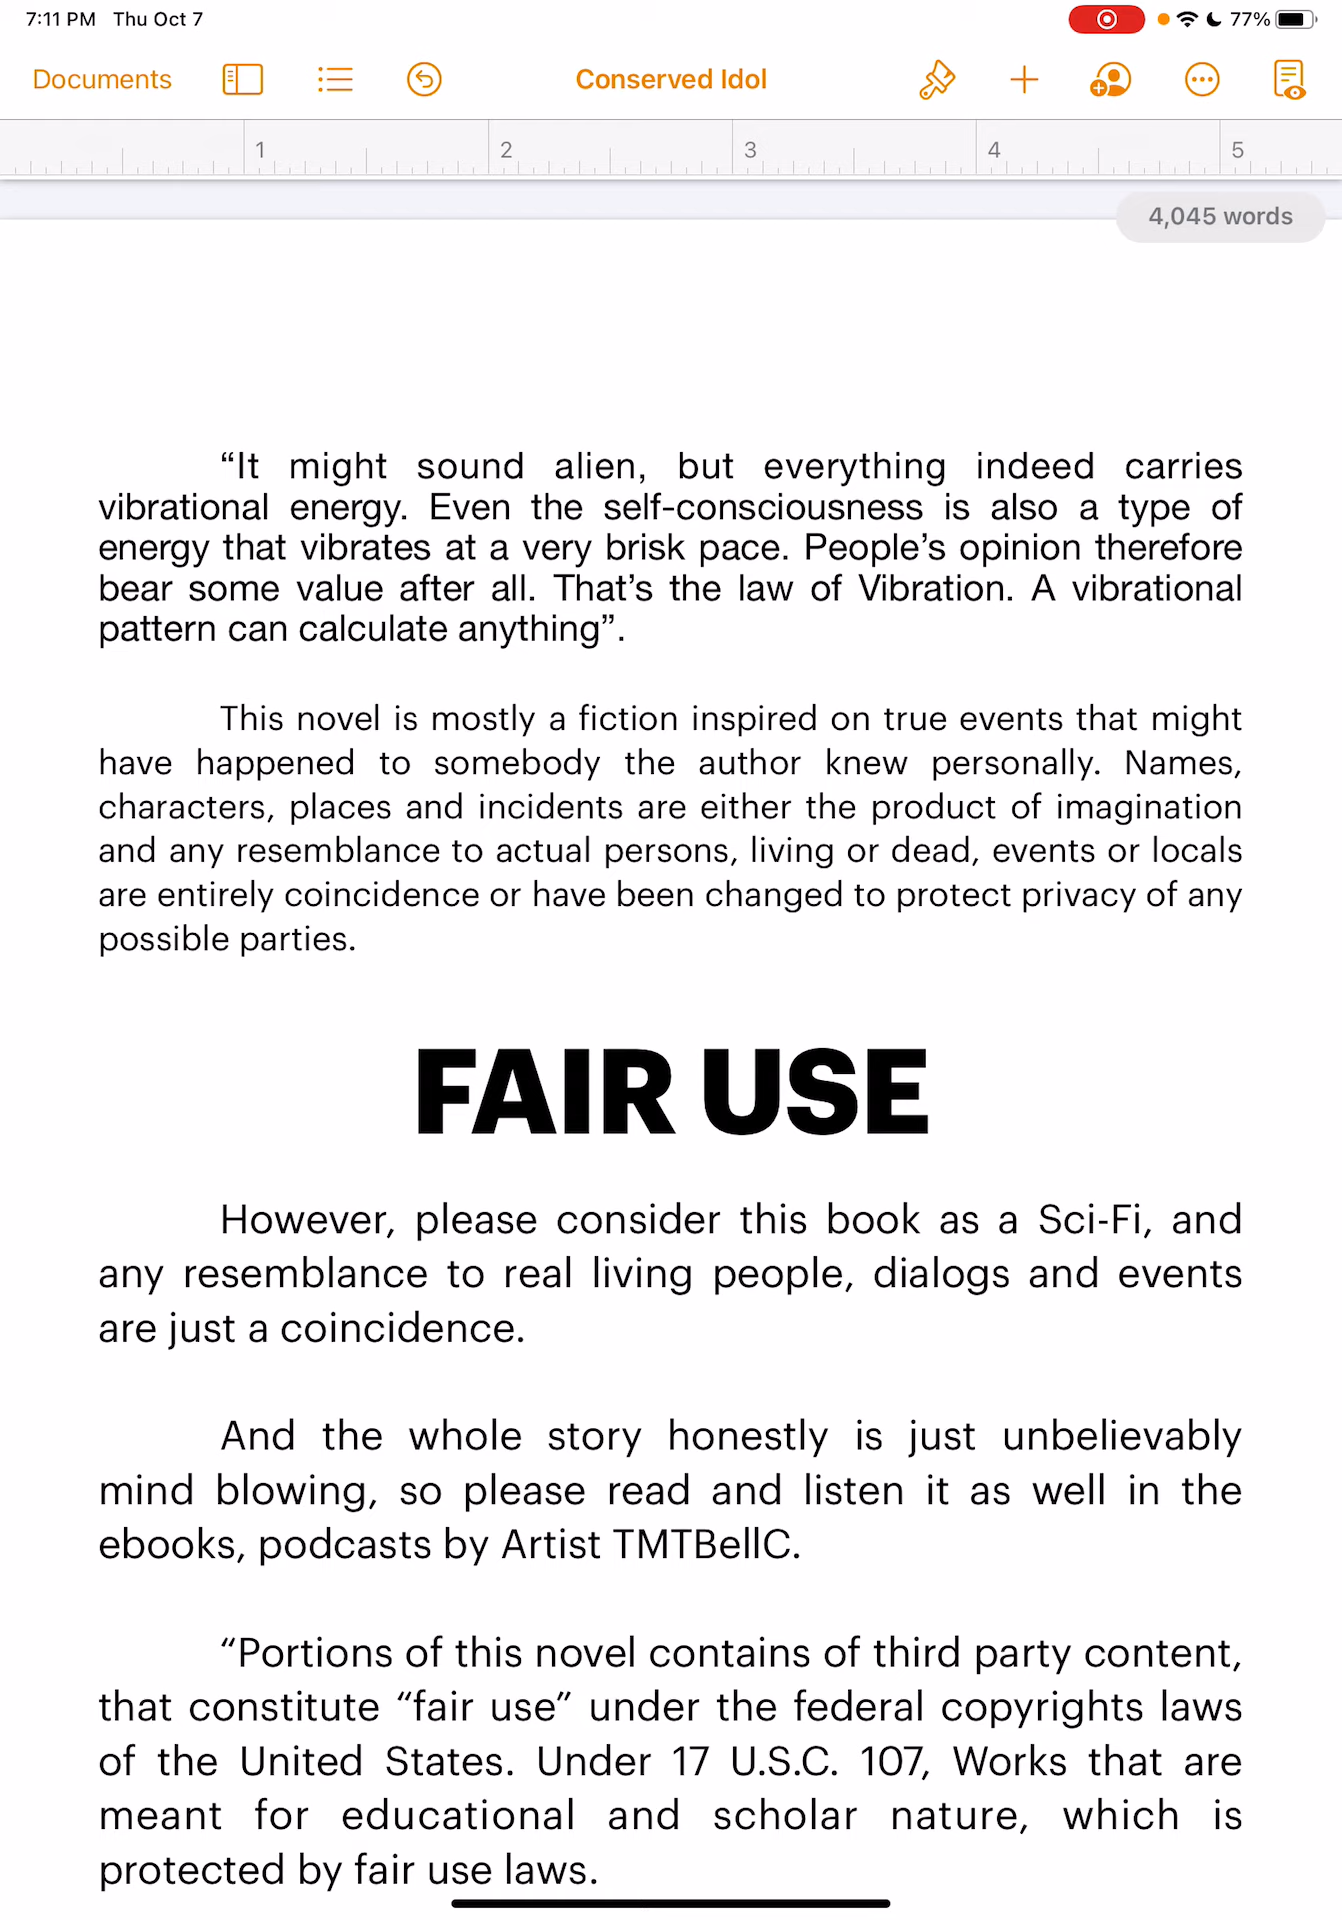 7:11 PM Thu Oct 7 77%
Documents Conserved Idol
1 2 3 4 5
4,045 words
“It might sound alien, but everything indeed carries
vibrational energy. Even the self-consciousness is also a type of
energy that vibrates at a very brisk pace. People’s opinion therefore
bear some value after all. That’s the law of Vibration. A vibrational
pattern can calculate anything”.
This novel is mostly a fiction inspired on true events that might
have happened to somebody the author knew personally. Names,
characters, places and incidents are either the product of imagination
and any resemblance to actual persons, living or dead, events or locals
are entirely coincidence or have been changed to protect privacy of any
possible parties.
FAIR USE
However, please consider this book as a Sci-Fi, and
any resemblance to real living people, dialogs and events
are just a coincidence.
And the whole story honestly is just unbelievably
mind blowing, so please read and listen it as well in the
ebooks, podcasts by Artist TMTBellC.
“Portions of this novel contains of third party content,
that constitute “fair use” under the federal copyrights laws
of the United States. Under 17 U.S.C. 107, Works that are
meant for educational and scholar nature, which is
protected by fair use laws.